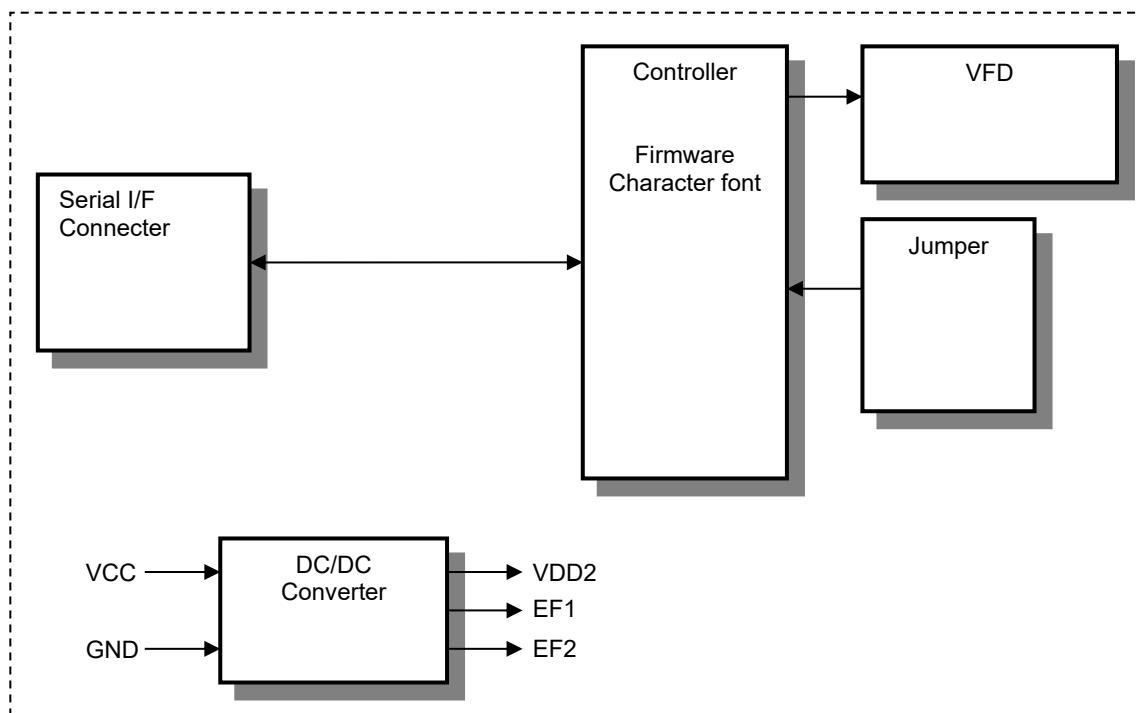 Controller
VFD
Firmware
Character font
Serial I/F
Connecter
Jumper
DC/DC
Converter
VCC
GND
VDD2
EF1
EF2